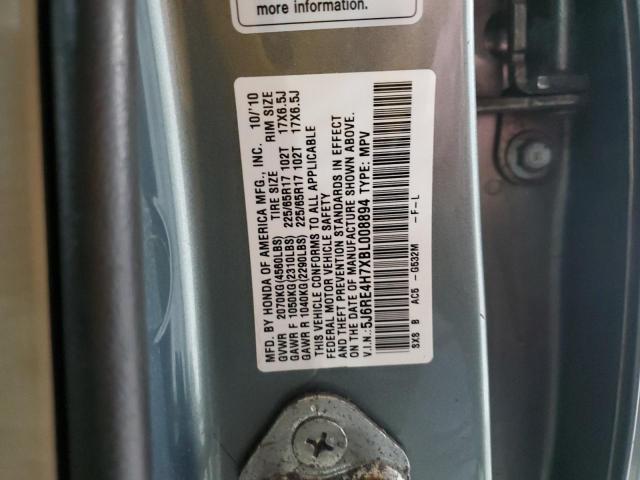 more information.
MFD. BY HONDA OF AMERICA MFG., INC. 10/'10
GVWR 2070KG(4560LBS) TIRE SIZE RIM SIZE
GAWR F 1050KG(2310LBS) 225/65R17 102T 17X6.5J
GAWR R 1040KG(2290LBS) 225/65R17 102T 17X6.5J
THIS VEHICLE CONFORMS TO ALL APPLICABLE
FEDERAL MOTOR VEHICLE SAFETY
AND THEFT PREVENTION STANDARDS IN EFFECT
ON THE DATE OF MANUFACTURE SHOWN ABOVE.
V.I.N.:5J6RE4H7XBL008894 TYPE: MPV
SX8 B AC5 -G532M -F-L